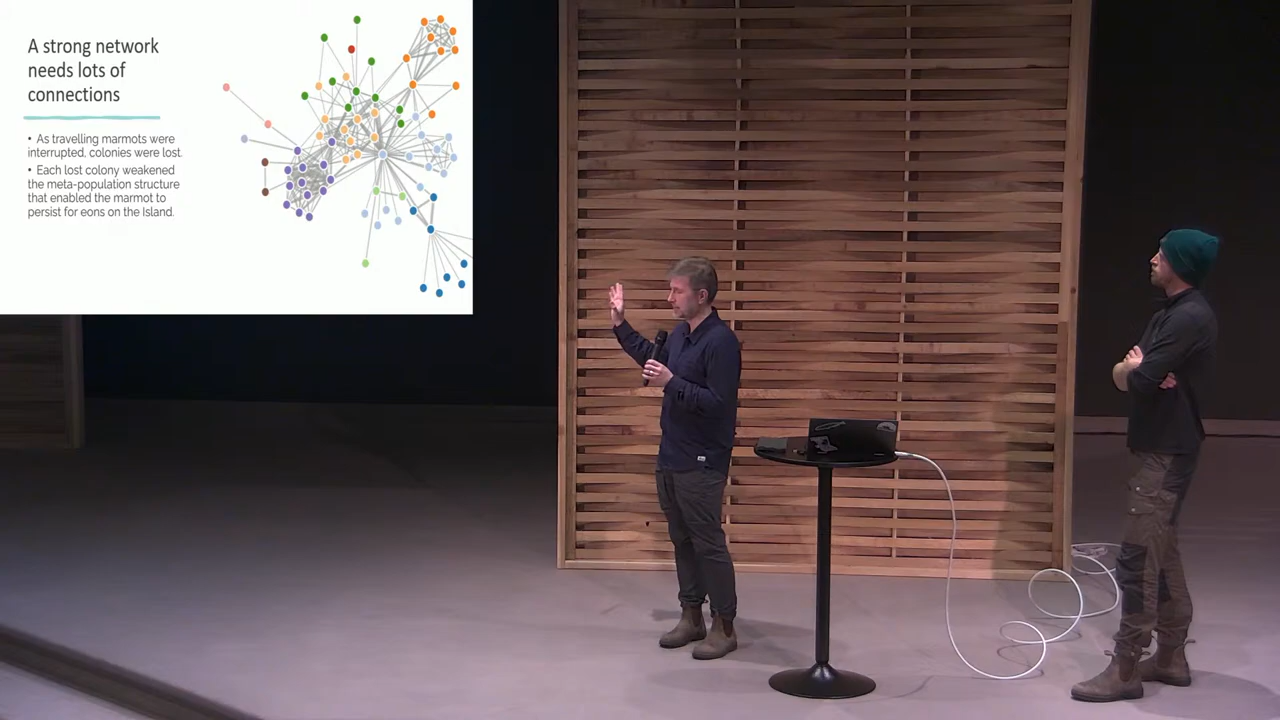 A strong network
needs lots of
connections
• As travelling marmots were
interrupted, colonies were lost.
• Each lost colony weakened
the meta-population structure
that enabled the marmot to
persist for eons on the Island.